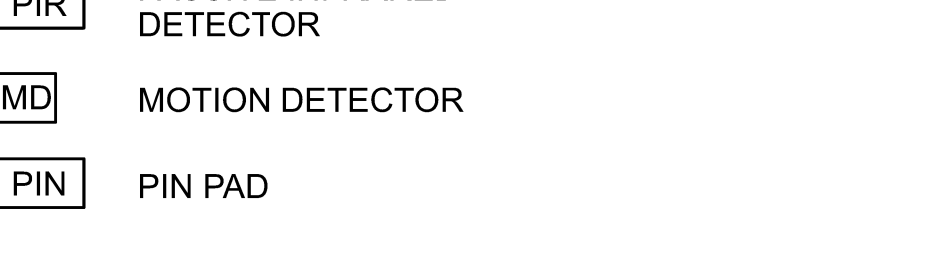 PIR
DETECTOR
MD MOTION DETECTOR
PIN PIN PAD